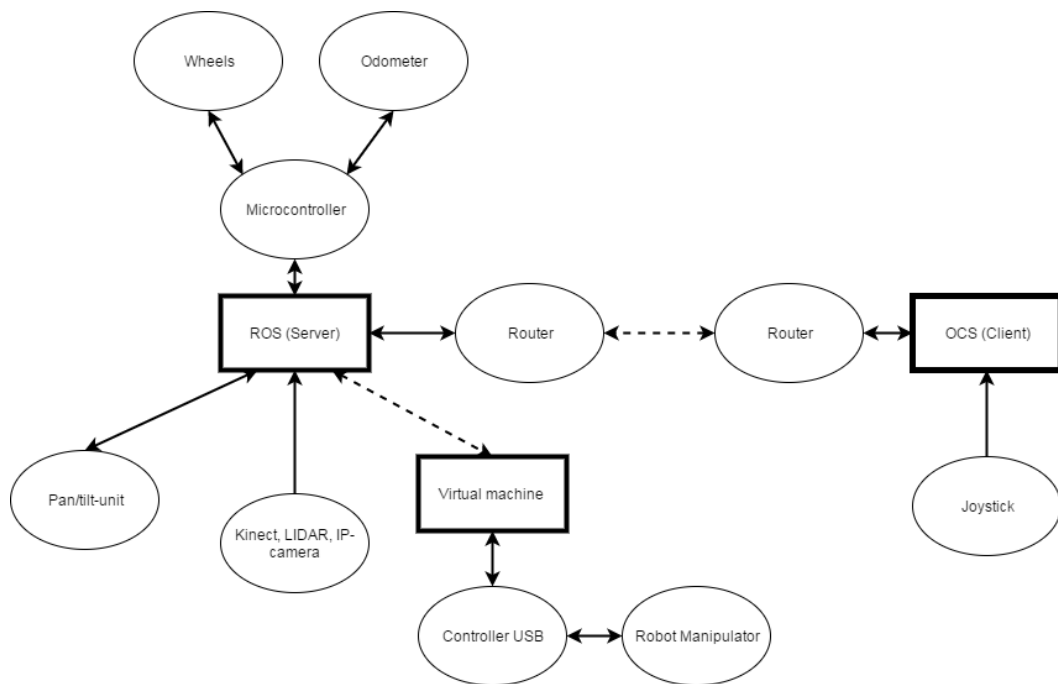 Wheels
Odometer
Microcontroller
ROS (Server)
Router
Router
OCS (Client)
Pan/tilt-unit
Kinect, LIDAR, IP-
camera
Virtual machine
Joystick
Controller USB
Robot Manipulator